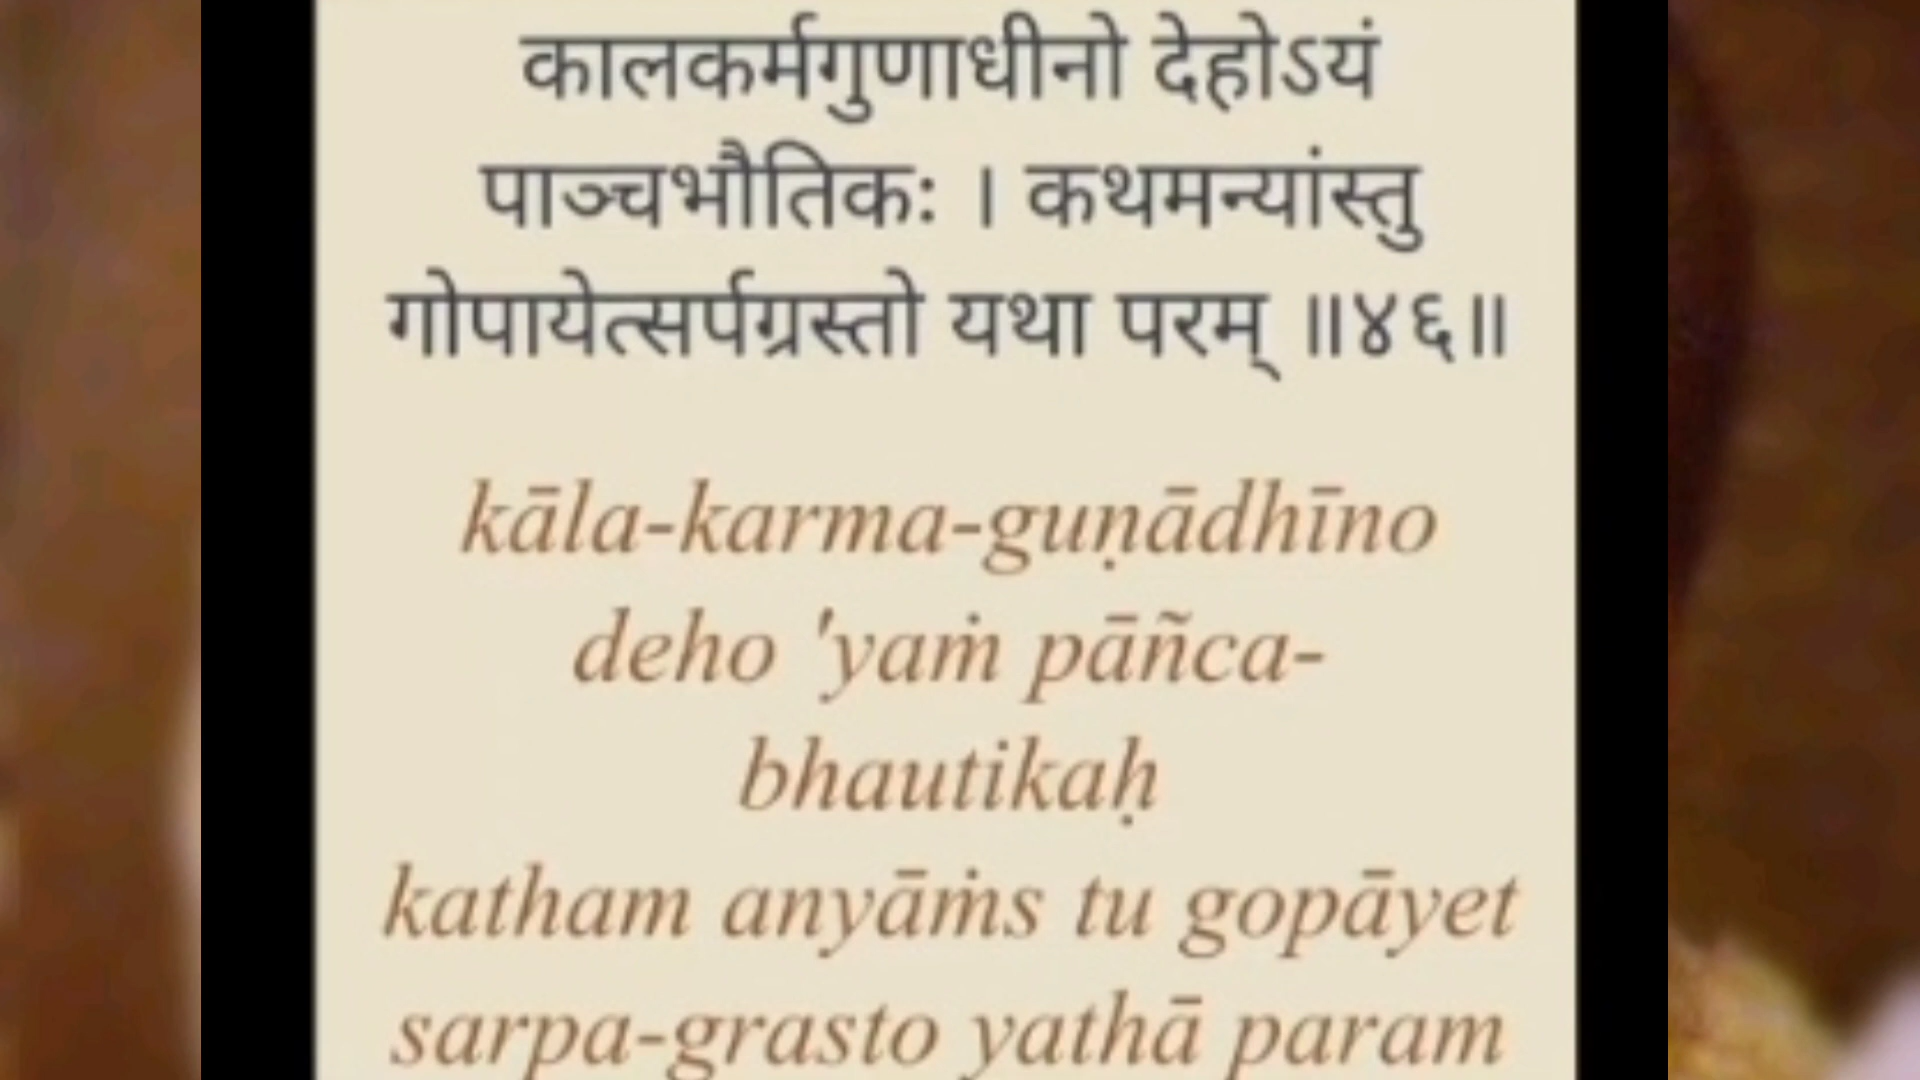 कालकर्मगुणाधीनो देहोऽयं
पाञ्चभौतिकः । कथमन्यांस्तु
गोपायेत्सर्पग्रस्तो यथा परम् ॥४६॥
kāla-karma-guṇādhīno
deho 'yaṁ pāñca-
bhautikaḥ
katham anyāṁs tu gopāyet
sarpa-grasto yathā param